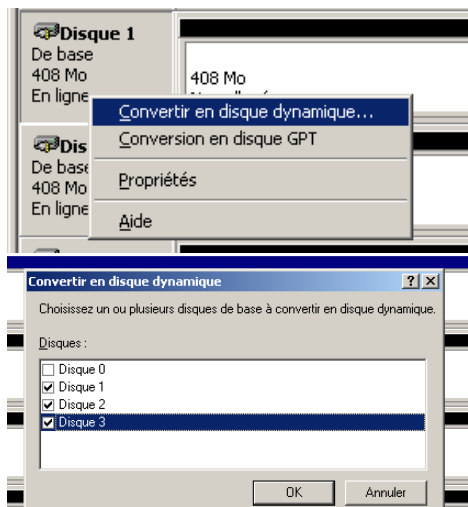 Disque 1
De base
408 Mo
En ligne
408 Mo
Convertir en disque dynamique...
Conversion en disque GPT
Propriétés
Aide
Dis
De base
408 Mo
En ligne
Convertir en disque dynamique
Choisissez un ou plusieurs disques de base à convertir en disque dynamique.
Disques :
Disque 0
Disque 1
Disque 2
Disque 3
OK Annuler